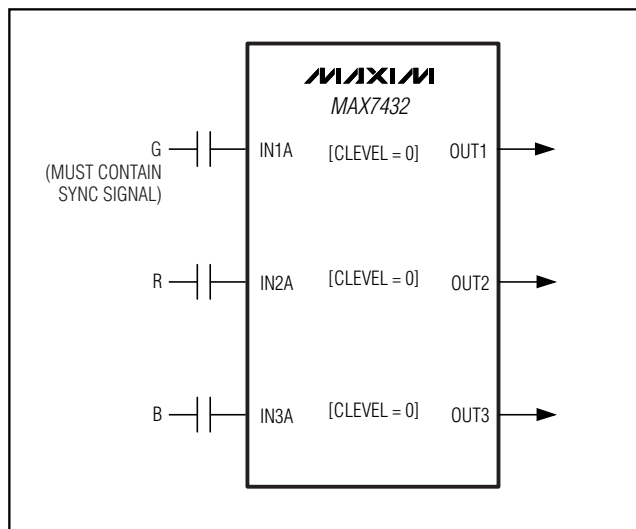 MAXIM
MAX7432
G
(MUST CONTAIN
SYNC SIGNAL)
IN1A
[CLEVEL = 0]
OUT1
R
IN2A
[CLEVEL = 0]
OUT2
B
IN3A
[CLEVEL = 0]
OUT3